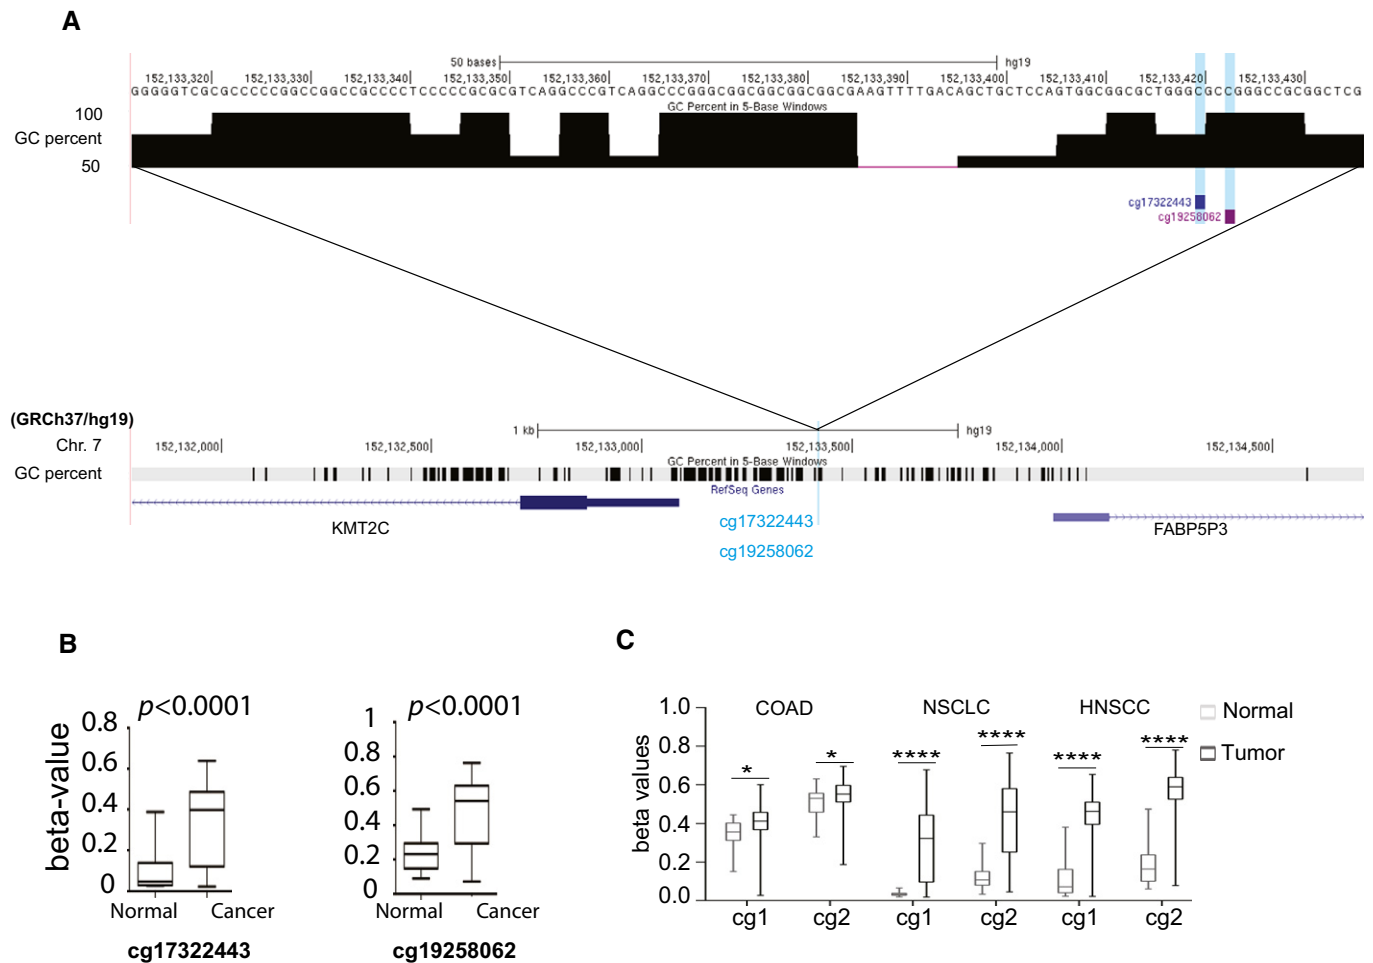 A
50 bases hg19
152,133,320 152,133,330 152,133,340 152,133,350 152,133,360 152,133,370 152,133,380 152,133,390 152,133,400 152,133,410 152,133,420 152,133,430
GGGGGTCGCGCCCCCGGCCGGCCGCCCCTCCCCCGCGCGTCAGGCCCGTCAGGCCCGGGCGGCGGCGGCGGCGAAGTTTTGACAGCTGCTCCAGTGGCGGCGCTGGGCGCCGGGCCGCGGCTCG
GC Percent in 5-Base Windows
100
GC percent
50
cg17322443
cg19258062
(GRCh37/hg19)
1 kb hg19
Chr. 7 152,132,000 152,132,500 152,133,000 152,133,500 152,134,000 152,134,500
GC Percent in 5-Base Windows
GC percent
RefSeq Genes
KMT2C
cg17322443
FABP5P3
cg19258062
B
p<0.0001
beta-value
0.8
0.6
0.4
0.2
0
Normal Cancer
cg17322443
p<0.0001
1
0.8
0.6
0.4
0.2
0
Normal Cancer
cg19258062
C
beta values
1.0
0.8
0.6
0.4
0.2
0.0
COAD NSCLC HNSCC
* * **** **** **** ****
cg1 cg2 cg1 cg2 cg1 cg2
Normal
Tumor